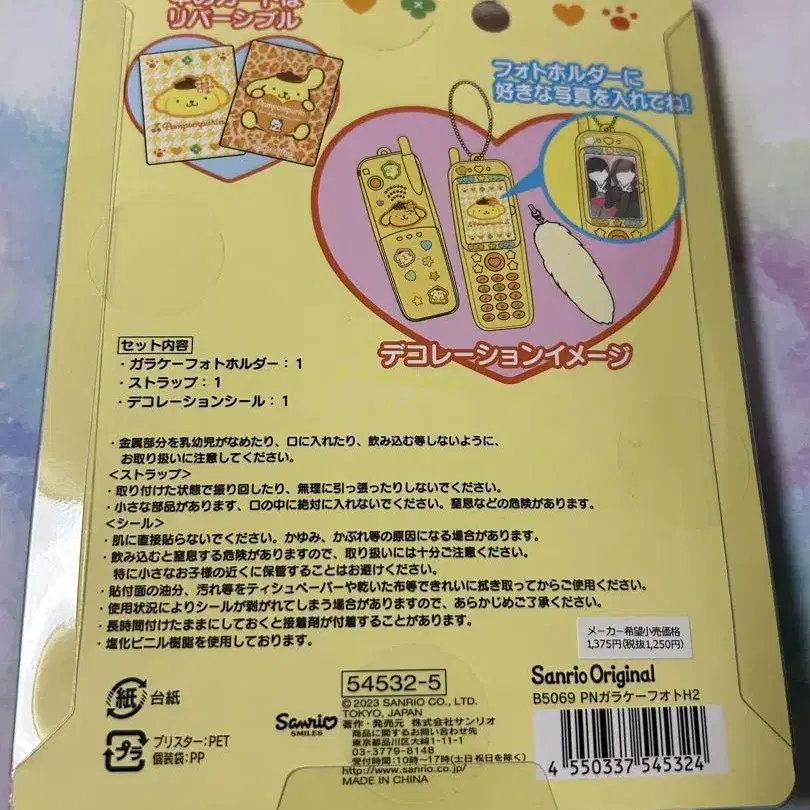 中のカードは
リバーシブル
Pompompurin
Pompompurin
フォトホルダーに
好きな写真を入れてね!
デコレーションイメージ
セット内容
・ガラケーフォトホルダー：1
・ストラップ：1
・デコレーションシール：1
・金属部分を乳幼児がなめたり、口に入れたり、飲み込む等しないように、
お取り扱いに注意してください。
<ストラップ>
・取り付けた状態で振り回したり、無理に引っ張ったりしないでください。
・小さな部品があります、口の中に絶対に入れないでください。窒息などの危険があります。
<シール>
・肌に直接貼らないでください。かゆみ、かぶれ等の原因になる場合があります。
・飲み込むと窒息する危険がありますので、取り扱いには十分ご注意ください。
特に小さなお子様の近くに保管することはお避けください。
・貼付面の油分、汚れ等をティシュペーパーや乾いた布等できれいに拭き取ってからご使用ください。
・使用状況によりシールが剥がれてしまう場合がありますので、あらかじめご了承ください。
・長時間付けたままにしておくと接着剤が付着することがあります。
・塩化ビニル樹脂を使用しております。
メーカー希望小売価格
1,375円(税抜1,250円)
紙 台紙
プラ ブリスター：PET
個装袋：PP
Sanrio
SMILES
54532-5
©2023 SANRIO CO., LTD.
TOKYO, JAPAN
著作・発売元 株式会社サンリオ
商品に関するお問い合わせ先
東京都品川区大崎1-11-1
03-3779-8148
受付時間：10時～17時(土日祝日を除く)
http://www.sanrio.co.jp/
MADE IN CHINA
Sanrio Original
B5069 PNガラケーフォトH2
4 550337 545324